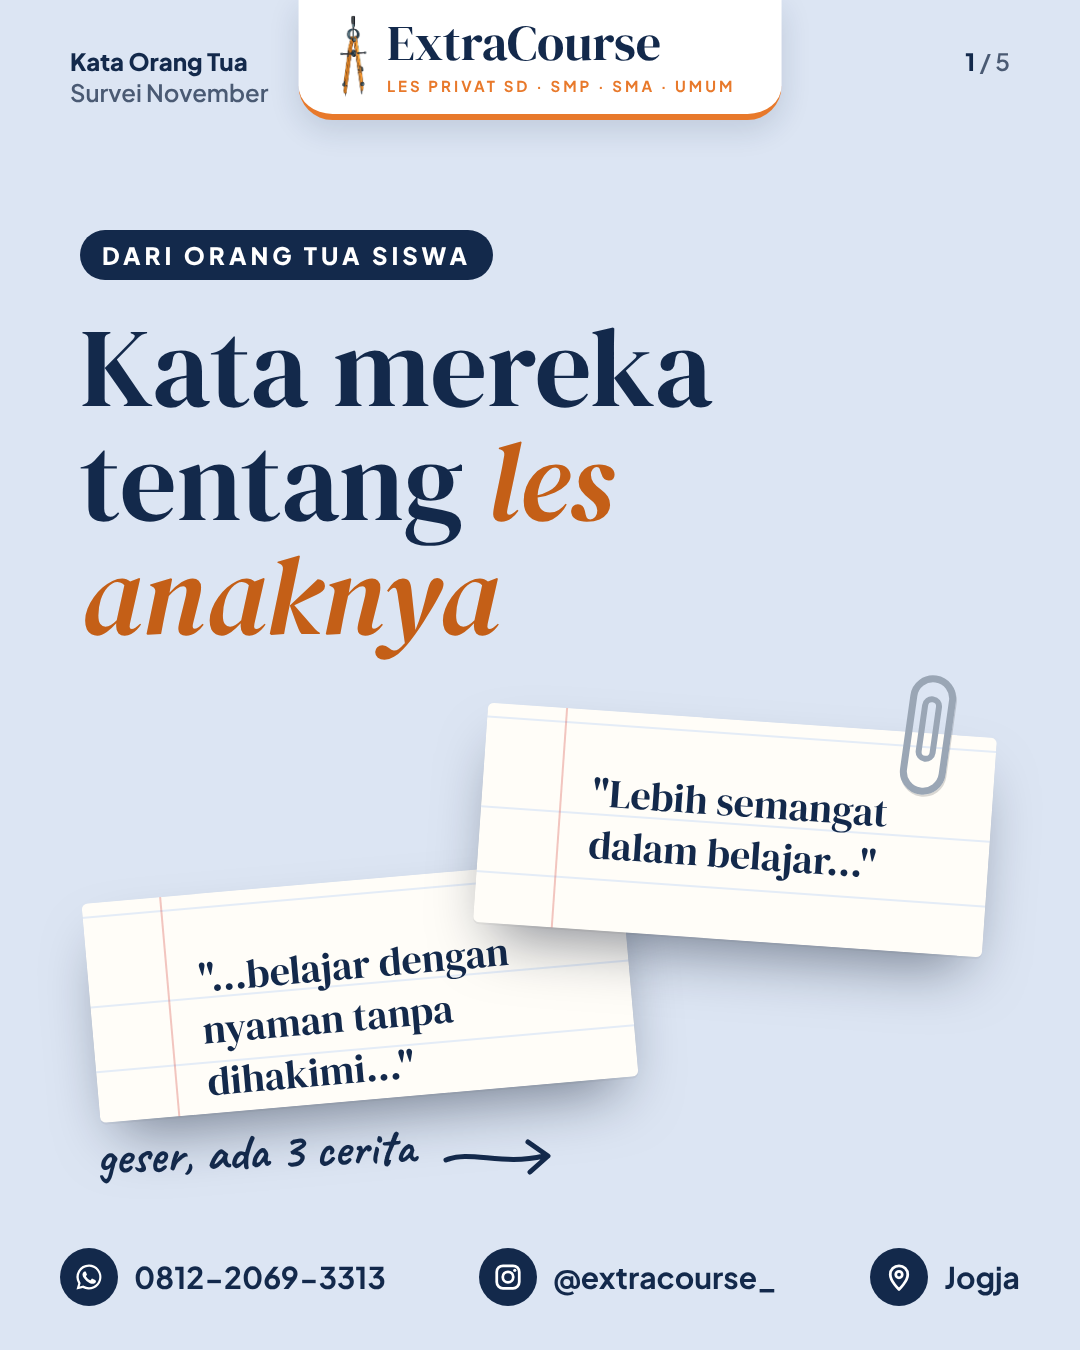 Kata Orang Tua
Survei November
ExtraCourse
LES PRIVAT SD · SMP · SMA · UMUM
1 / 5
DARI ORANG TUA SISWA
Kata mereka
tentang les
anaknya
"Lebih semangat
dalam belajar..."
"...belajar dengan
nyaman tanpa
dihakimi..."
geser, ada 3 cerita
0812-2069-3313
@extracourse_
Jogja